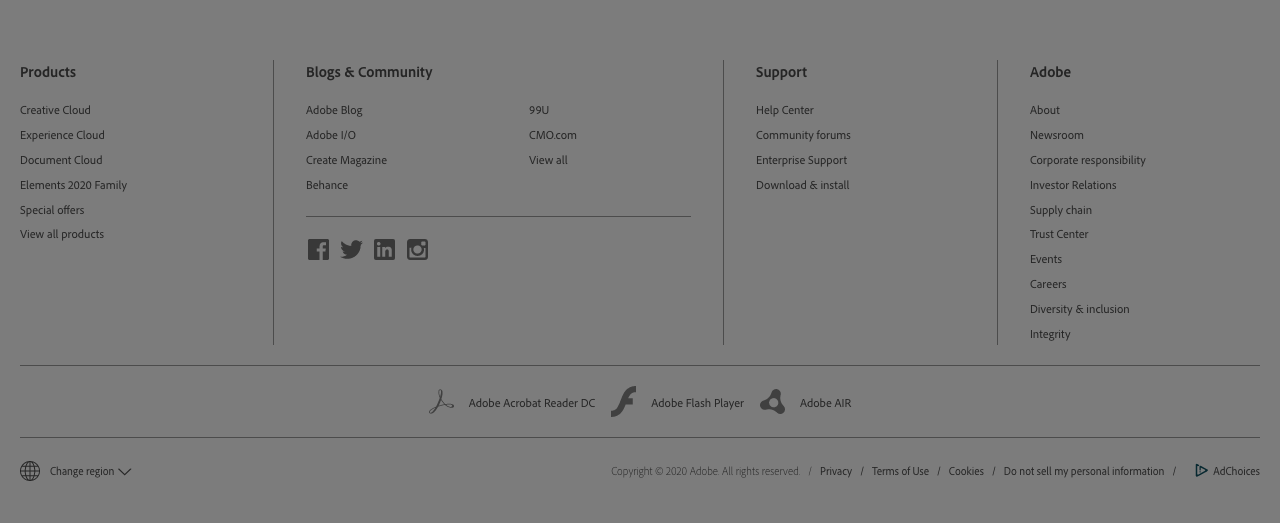 Products
Creative Cloud
Experience Cloud
Document Cloud
Elements 2020 Family
Special offers
View all products
Blogs & Community
Adobe Blog
Adobe I/O
Create Magazine
Behance
99U
CMO.com
View all
Support
Help Center
Community forums
Enterprise Support
Download & install
Adobe
About
Newsroom
Corporate responsibility
Investor Relations
Supply chain
Trust Center
Events
Careers
Diversity & inclusion
Integrity
Adobe Acrobat Reader DC Adobe Flash Player Adobe AIR
Change region
Copyright © 2020 Adobe. All rights reserved. / Privacy / Terms of Use / Cookies / Do not sell my personal information / AdChoices